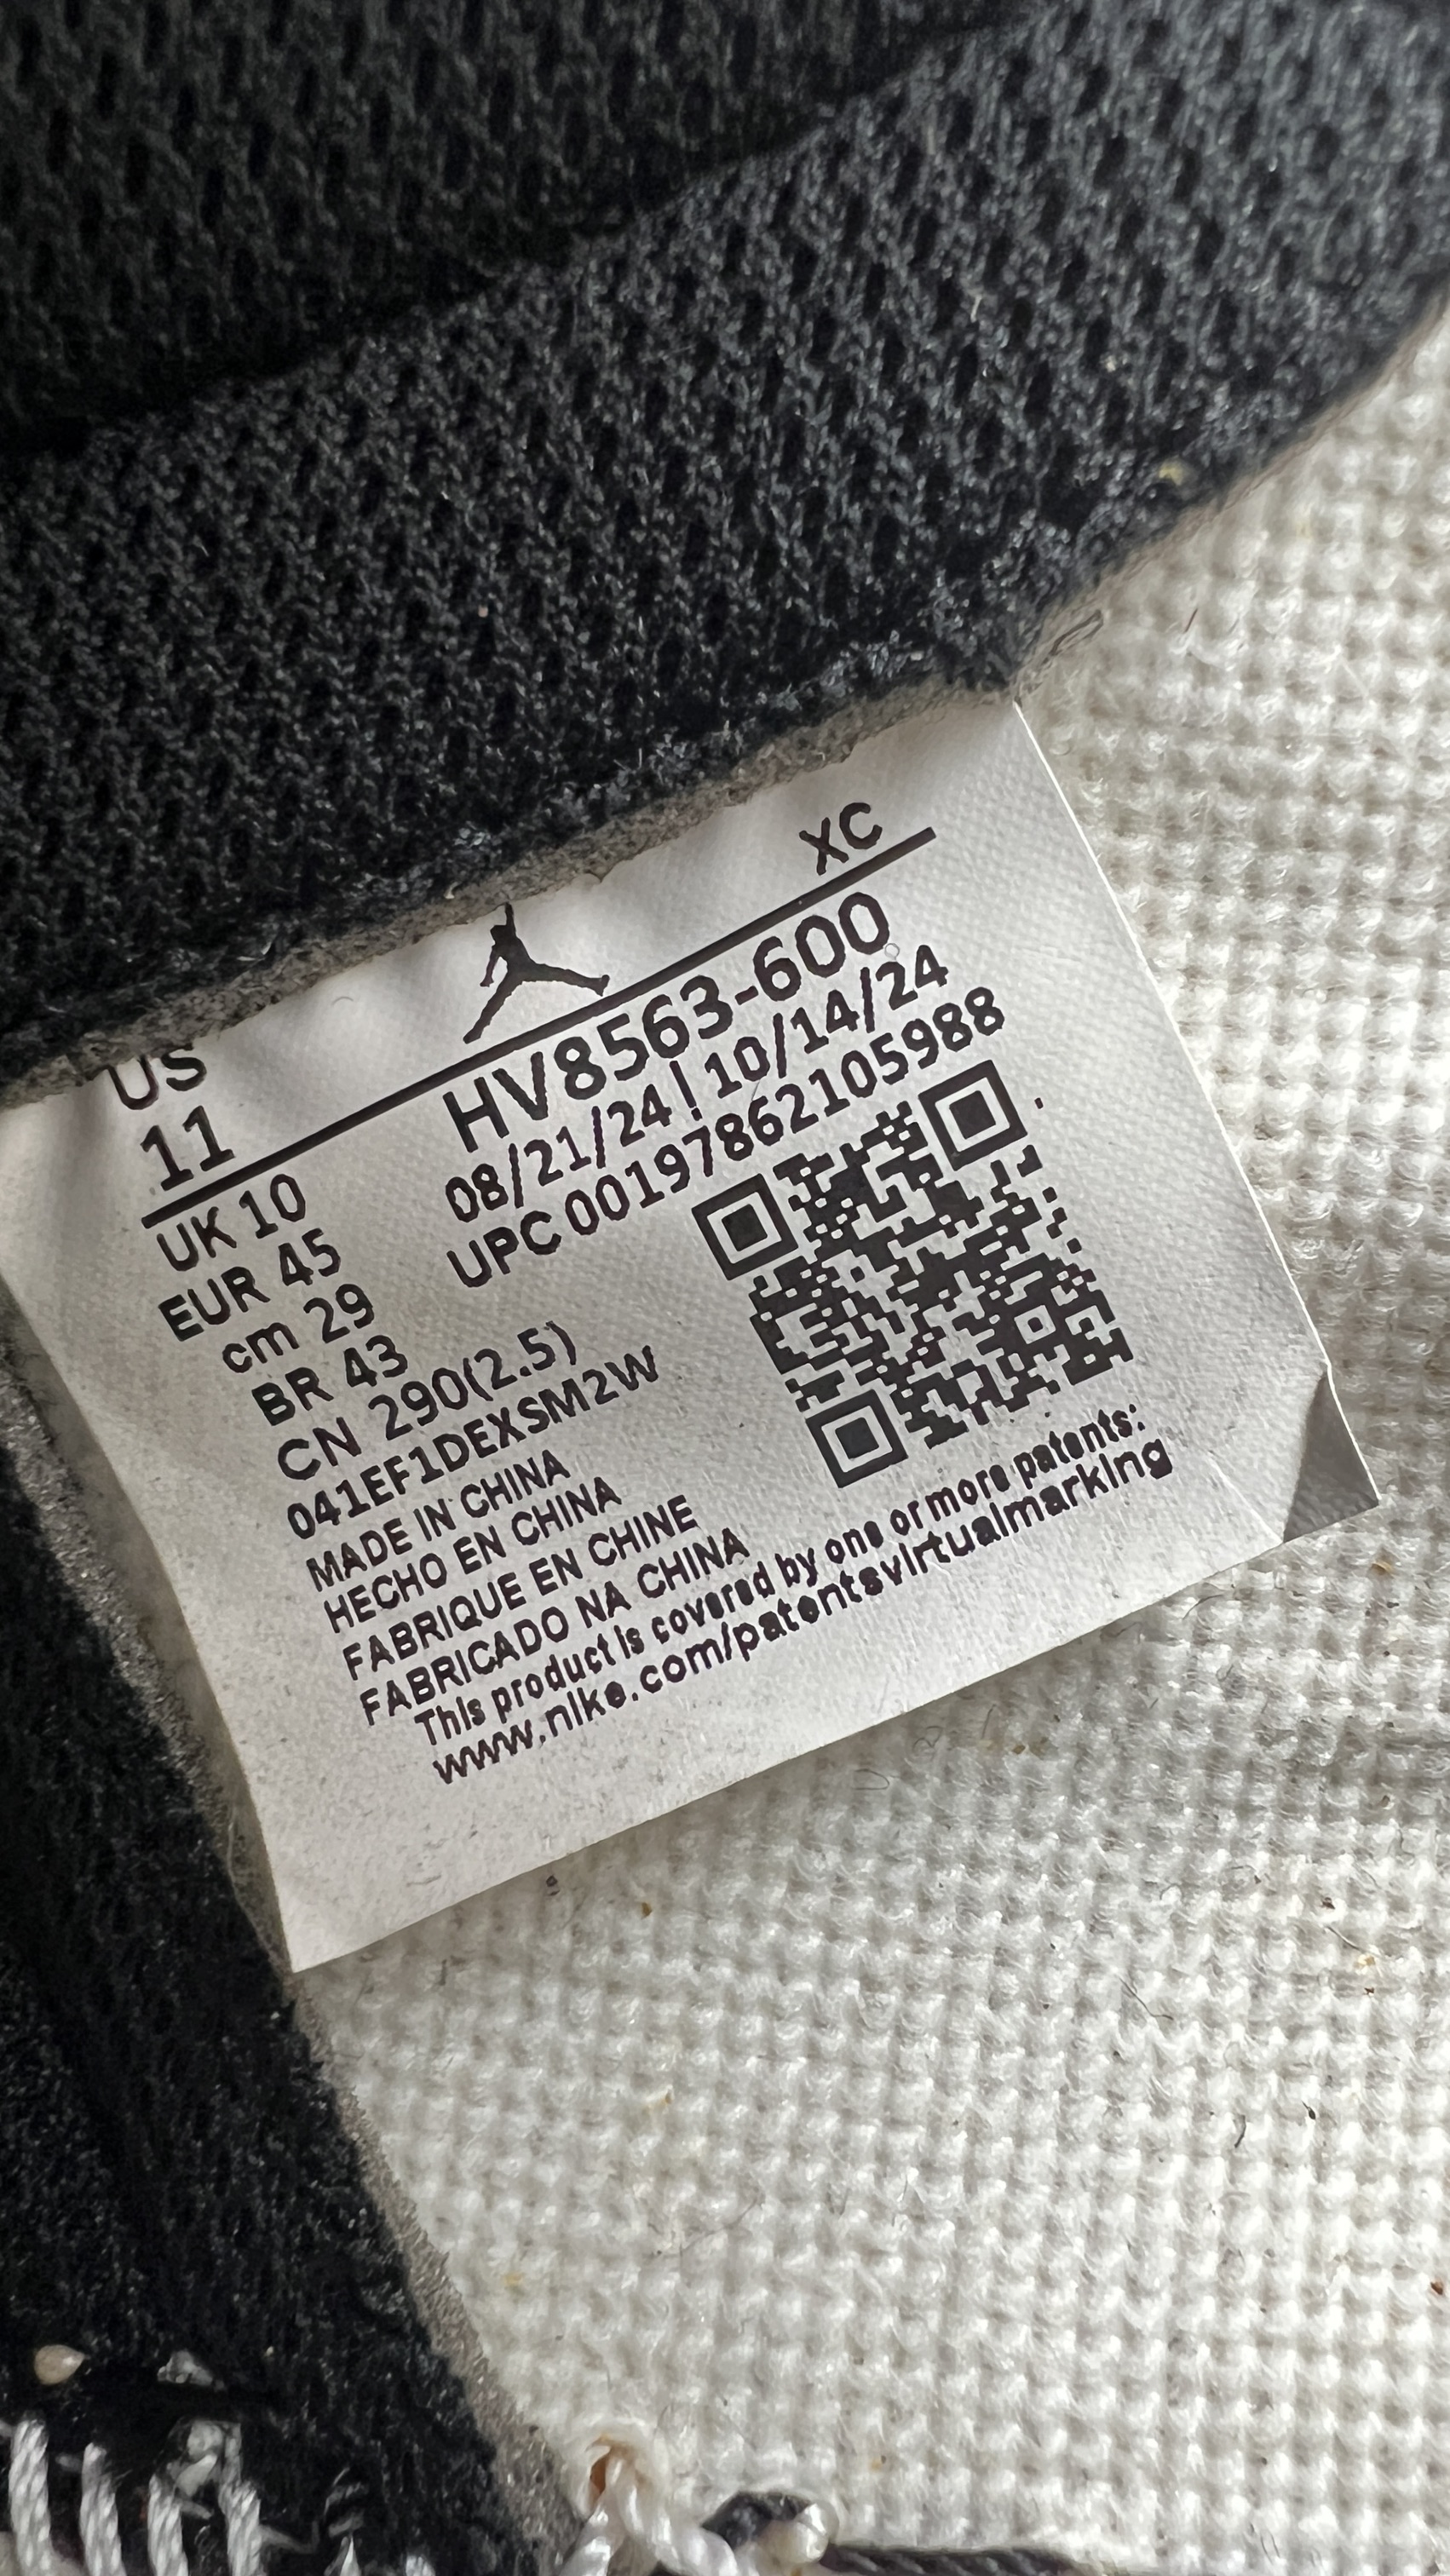 XC
US
11
HV8563-600
08/21/24 | 10/14/24
UPC 00197862105988
UK 10
EUR 45
cm 29
BR 43
CN 290(2.5)
041EF1DEXSM2W
MADE IN CHINA
HECHO EN CHINA
FABRIQUE EN CHINE
FABRICADO NA CHINA
This product is covered by one or more patents:
www.nike.com/patentsvirtualmarking